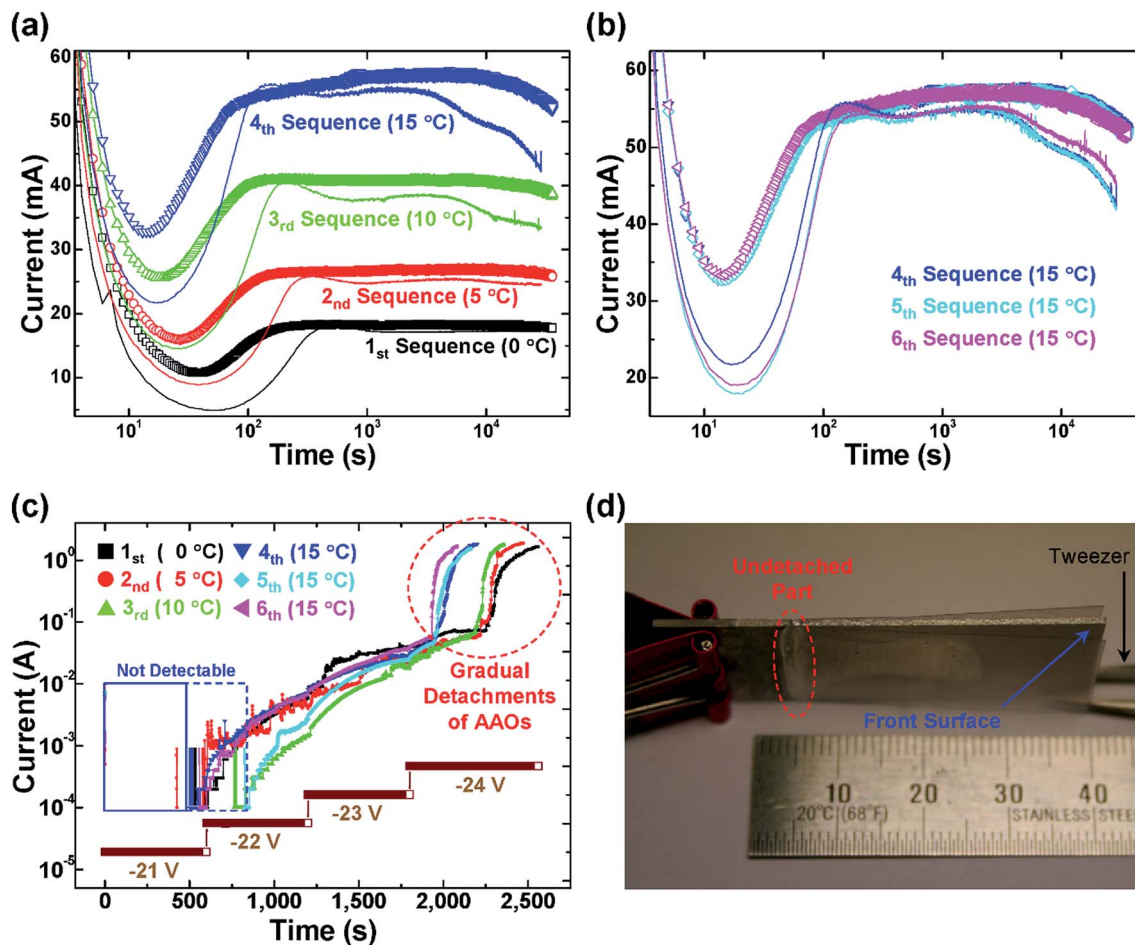 (a)
60
50
40
30
20
10
Current (mA)
4th Sequence (15 °C)
3rd Sequence (10 °C)
2nd Sequence (5 °C)
1st Sequence (0 °C)
10¹ 10² 10³ 10⁴
Time (s)
(b)
60
50
40
30
20
Current (mA)
4th Sequence (15 °C)
5th Sequence (15 °C)
6th Sequence (15 °C)
10¹ 10² 10³ 10⁴
Time (s)
(c)
10⁰
10⁻¹
10⁻²
10⁻³
10⁻⁴
10⁻⁵
Current (A)
1st ( 0 °C) 4th (15 °C)
2nd ( 5 °C) 5th (15 °C)
3rd (10 °C) 6th (15 °C)
Not Detectable
Gradual
Detachments
of AAOs
-24 V
-23 V
-22 V
-21 V
0 500 1,000 1,500 2,000 2,500
Time (s)
(d)
Tweezer
Undetached
Part
Front Surface
10 20 30 40
20°C (68°F) STAINLESS STEE